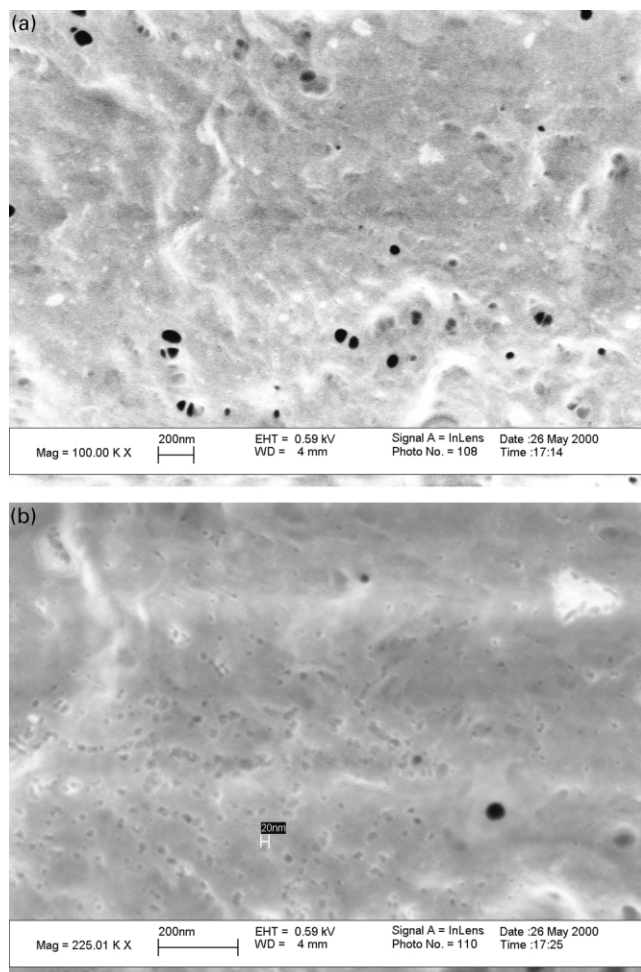 (a)
Mag = 100.00 K X 200nm EHT = 0.59 kV Signal A = InLens Date :26 May 2000
WD = 4 mm Photo No. = 108 Time :17:14
(b)
20nm
Mag = 225.01 K X 200nm EHT = 0.59 kV Signal A = InLens Date :26 May 2000
WD = 4 mm Photo No. = 110 Time :17:25